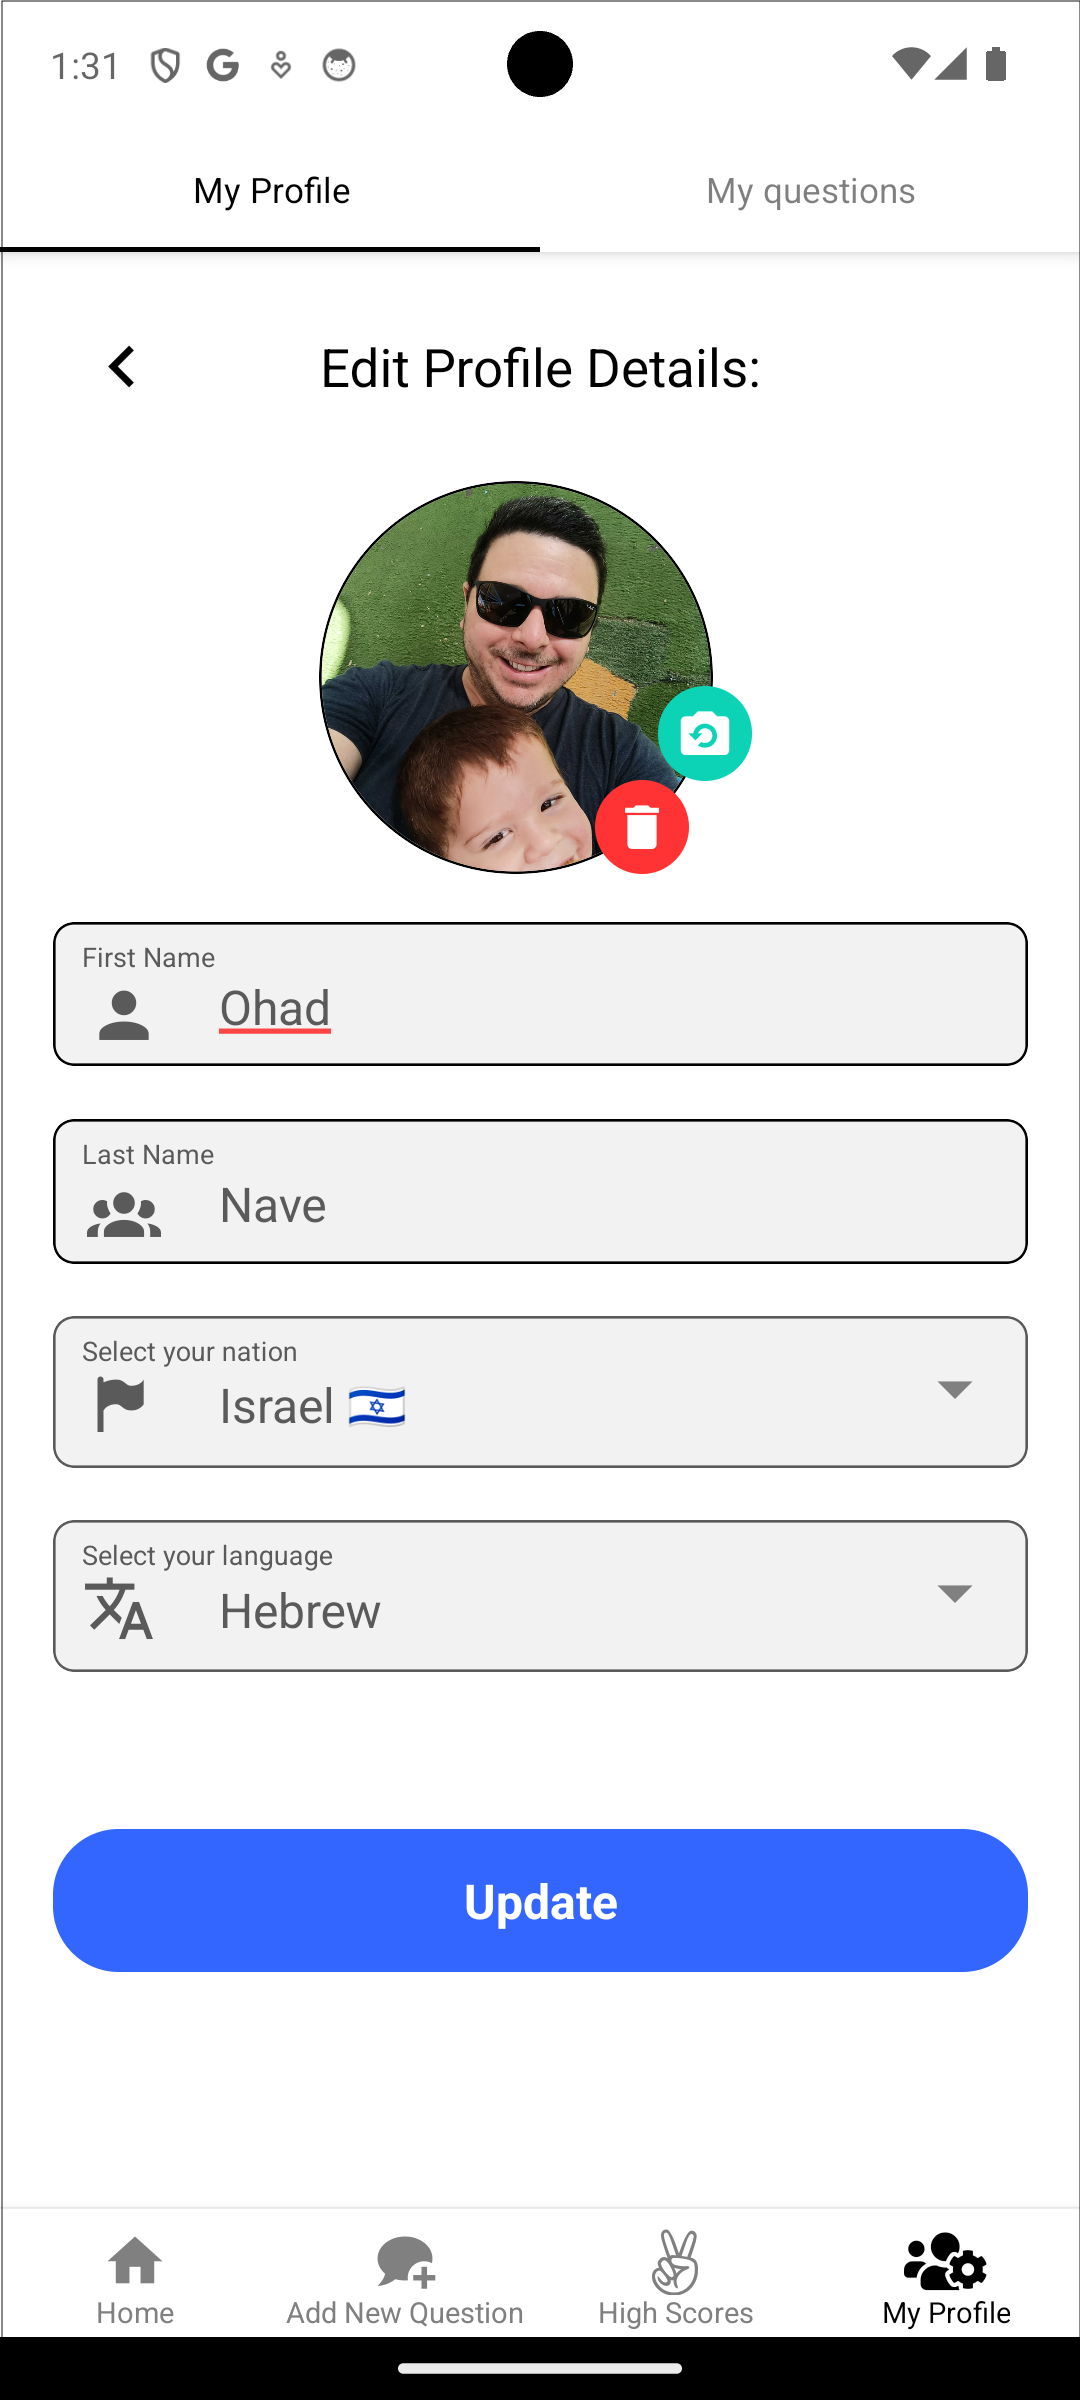 1:31
My Profile
My questions
Edit Profile Details:
First Name
Ohad
Last Name
Nave
Select your nation
Israel 🇮🇱
Select your language
Hebrew
Update
Home
Add New Question
High Scores
My Profile